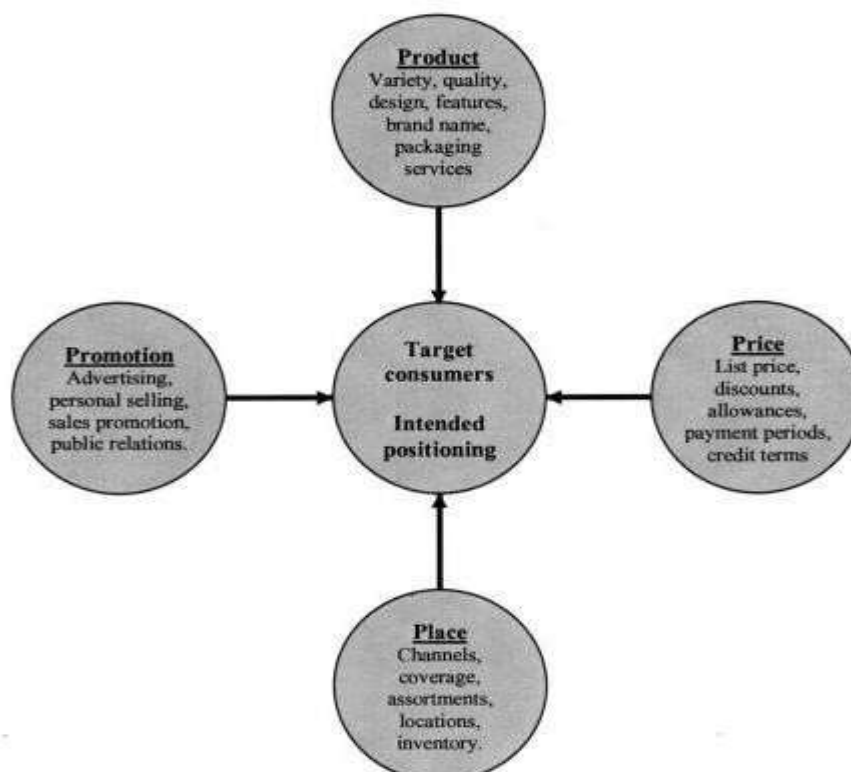 Product
Variety, quality,
design, features,
brand name,
packaging
services
Promotion
Advertising,
personal selling,
sales promotion,
public relations.
Target
consumers
Intended
positioning
Price
List price,
discounts,
allowances,
payment periods,
credit terms
Place
Channels,
coverage,
assortments,
locations,
inventory.